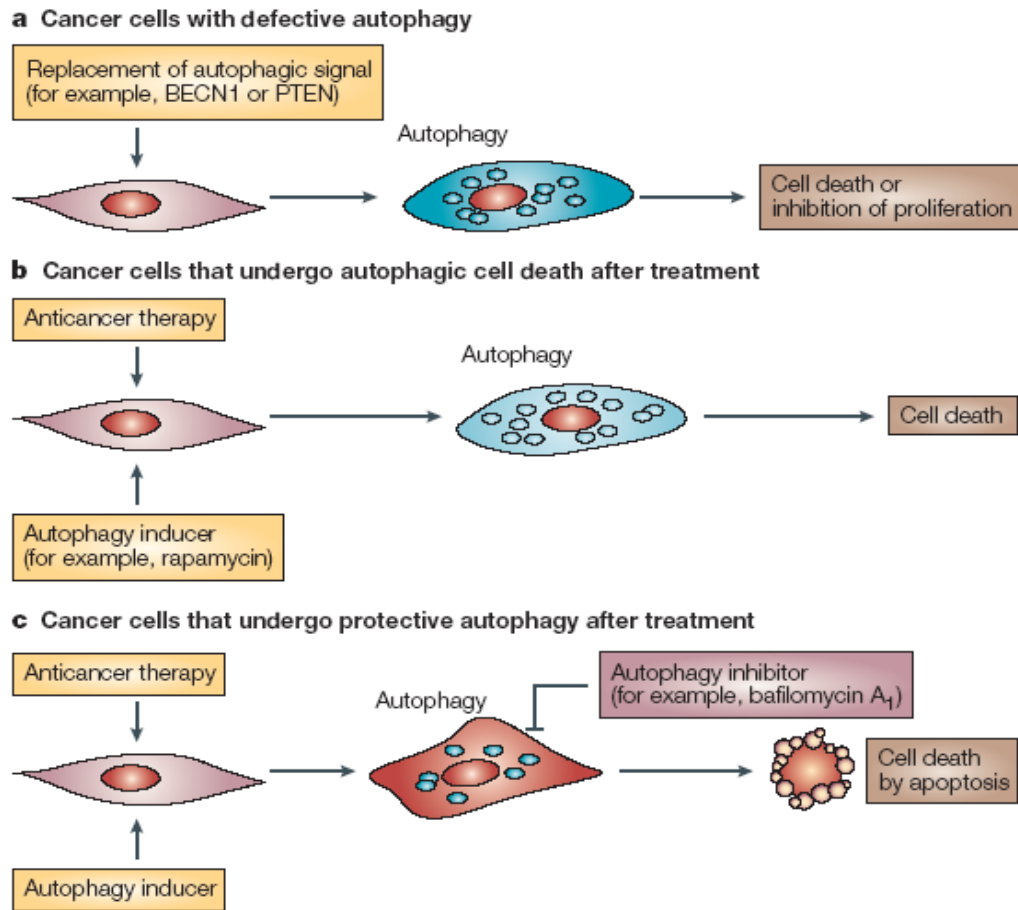 a Cancer cells with defective autophagy
Replacement of autophagic signal
(for example, BECN1 or PTEN)
Autophagy
Cell death or
inhibition of proliferation
b Cancer cells that undergo autophagic cell death after treatment
Anticancer therapy
Autophagy
Cell death
Autophagy inducer
(for example, rapamycin)
c Cancer cells that undergo protective autophagy after treatment
Anticancer therapy
Autophagy
Autophagy inhibitor
(for example, bafilomycin A₁)
Cell death
by apoptosis
Autophagy inducer